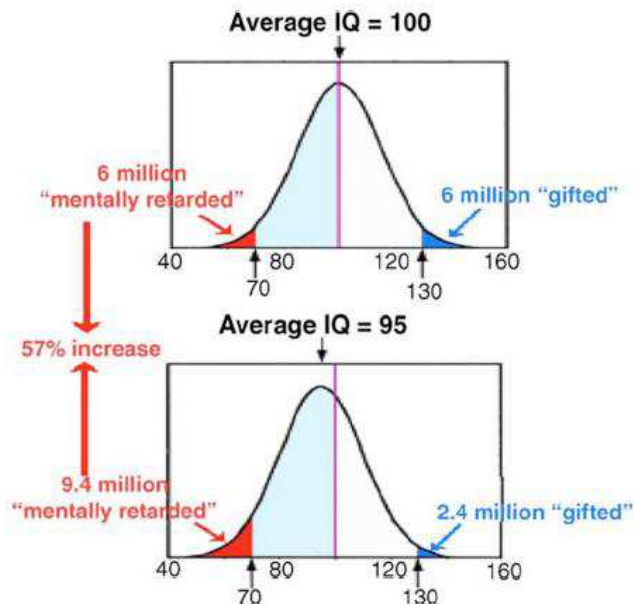 Average IQ = 100
6 million
"mentally retarded"
6 million "gifted"
40
80
120
160
70
130
57% increase
Average IQ = 95
9.4 million
"mentally retarded"
2.4 million "gifted"
40
80
120
160
70
130